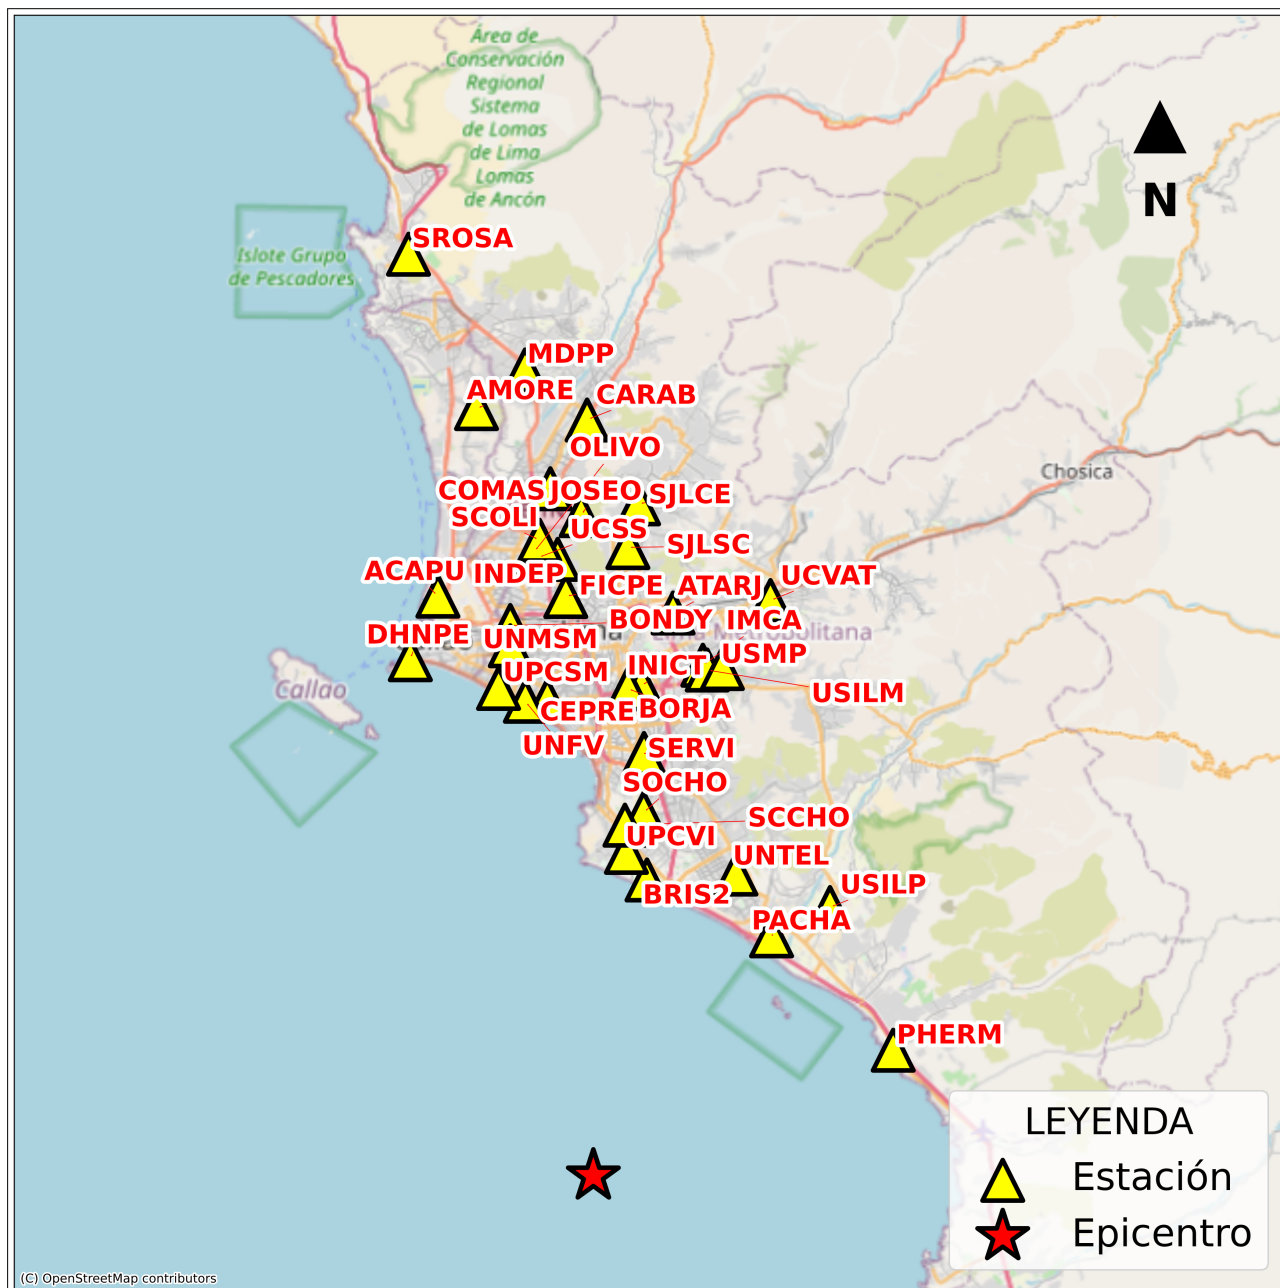 Área de
Conservación
Regional
Sistema
de Lomas
de Lima
Lomas
de Ancón
N
SROSA
Islote Grupo
de Pescadores
MDPP
AMORE
CARAB
OLIVO
Chosica
COMAS
JOSEO
SJLCE
SCOLI
UCSS
SJLSC
ACAPU
INDEP
FICPE
ATARJ
UCVAT
BONDY
IMCA
DHNPE
UNMSM
Lima Metropolitana
USMP
UPCSM
INICT
Callao
USILM
CEPRE
BORJA
UNFV
SERVI
SOCHO
SCCHO
UPCVI
UNTEL
BRIS2
USILP
PACHA
PHERM
LEYENDA
Estación
Epicentro
(C) OpenStreetMap contributors